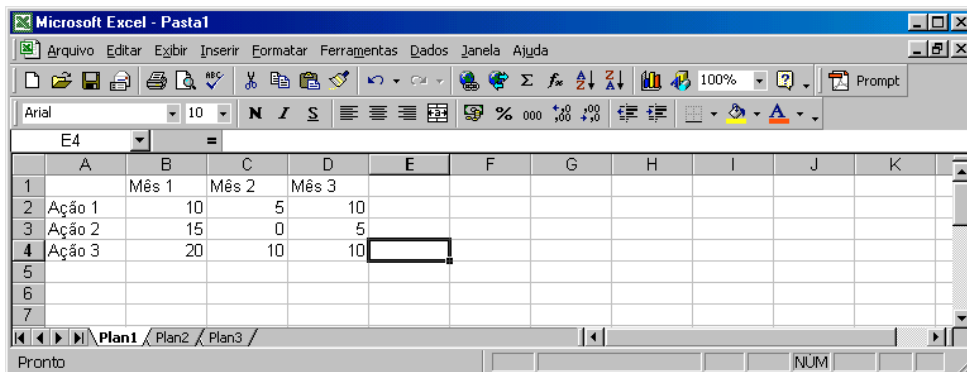 Microsoft Excel - Pasta1
Arquivo Editar Exibir Inserir Formatar Ferramentas Dados Janela Ajuda
100% Prompt
Arial 10 N I S % 000
E4 =
A B C D E F G H I J K
1 Mês 1 Mês 2 Mês 3
2 Ação 1 10 5 10
3 Ação 2 15 0 5
4 Ação 3 20 10 10
5
6
7
Plan1 Plan2 Plan3
Pronto NÚM